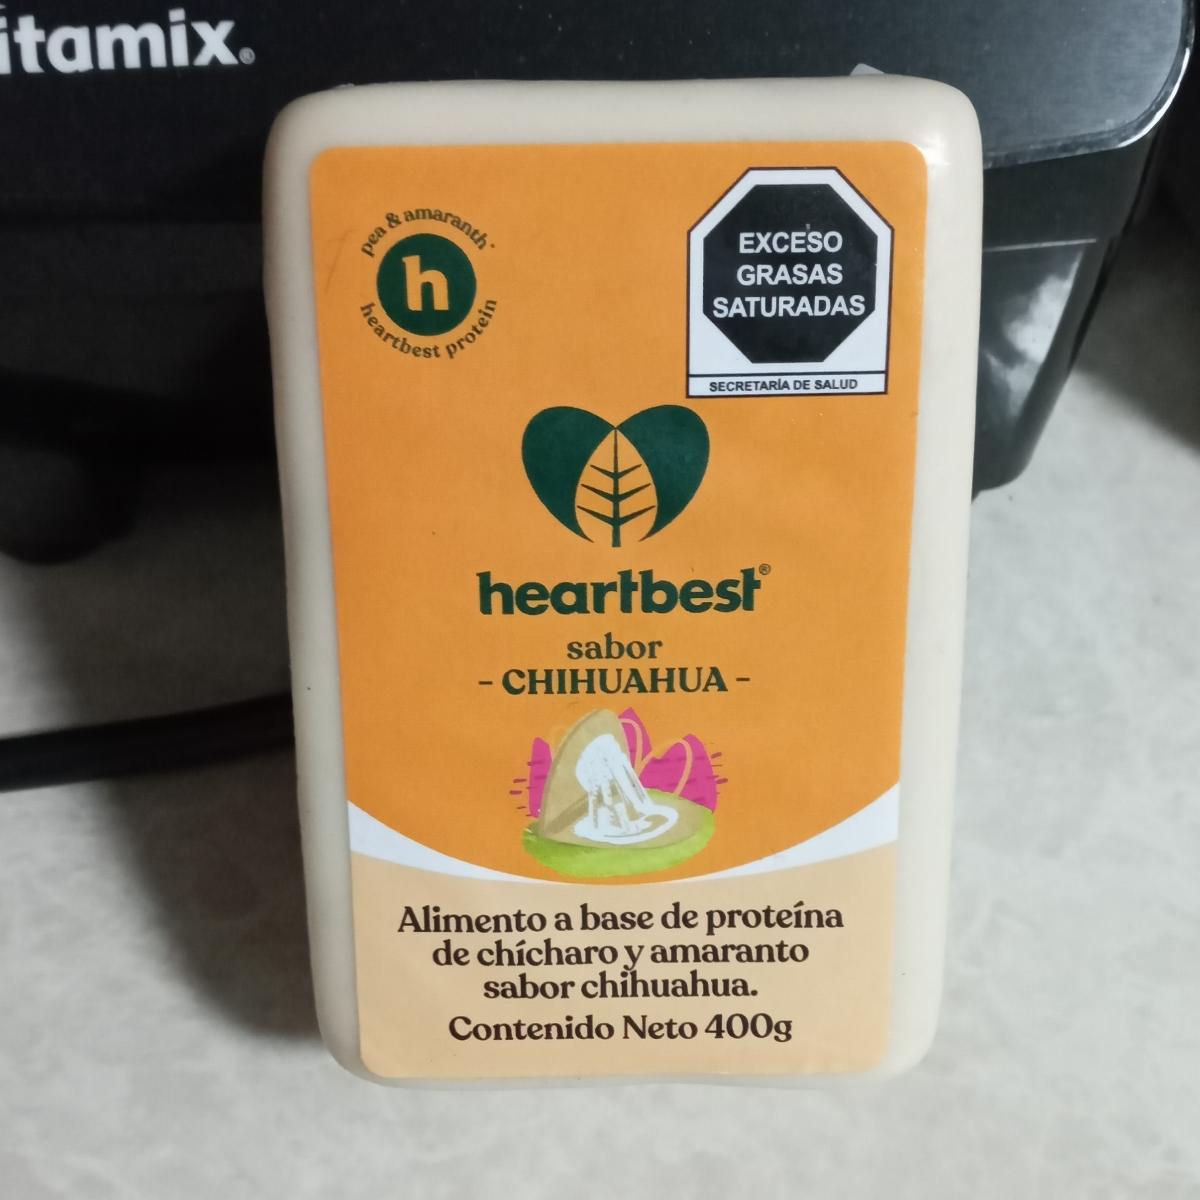 itamix®
pea & amaranth
h
heartbest protein
EXCESO
GRASAS
SATURADAS
SECRETARÍA DE SALUD
heartbest®
sabor
- CHIHUAHUA -
Alimento a base de proteína
de chícharo y amaranto
sabor chihuahua.
Contenido Neto 400g